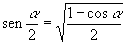 sen α/2 = √((1−cos α)/2)